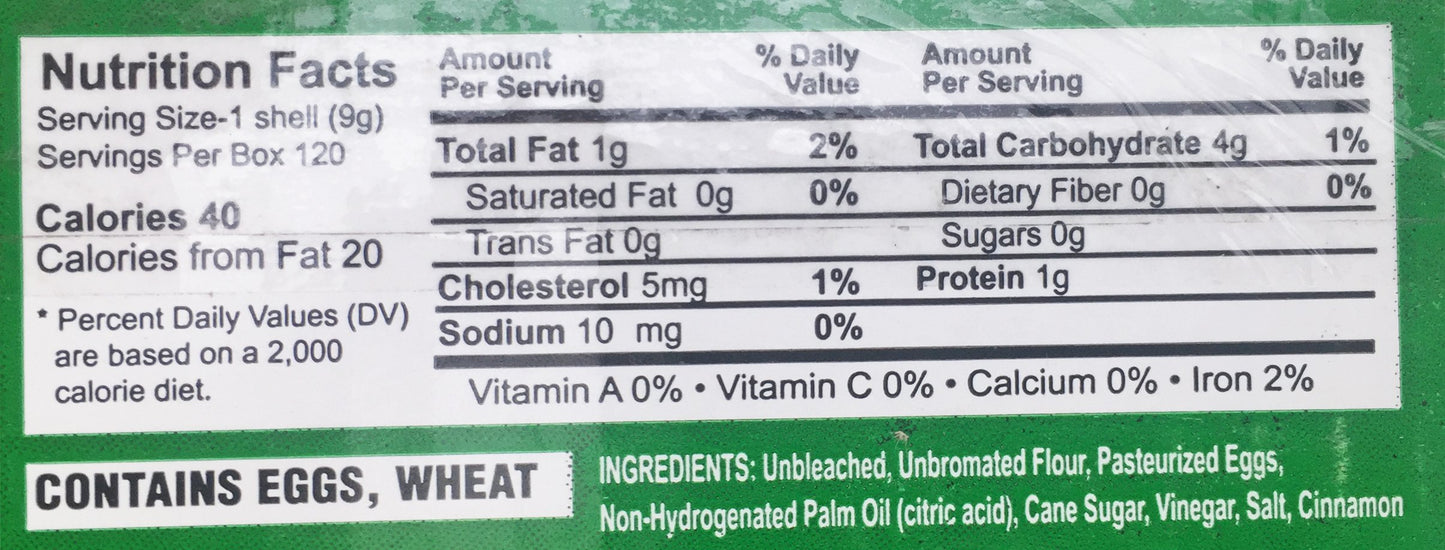 Nutrition Facts
Serving Size-1 shell (9g)
Servings Per Box 120
Calories 40
Calories from Fat 20
* Percent Daily Values (DV)
are based on a 2,000
calorie diet.
Amount % Daily Amount % Daily
Per Serving Value Per Serving Value
Total Fat 1g 2% Total Carbohydrate 4g 1%
Saturated Fat 0g 0% Dietary Fiber 0g 0%
Trans Fat 0g Sugars 0g
Cholesterol 5mg 1% Protein 1g
Sodium 10 mg 0%
Vitamin A 0% • Vitamin C 0% • Calcium 0% • Iron 2%
CONTAINS EGGS, WHEAT
INGREDIENTS: Unbleached, Unbromated Flour, Pasteurized Eggs,
Non-Hydrogenated Palm Oil (citric acid), Cane Sugar, Vinegar, Salt, Cinnamon